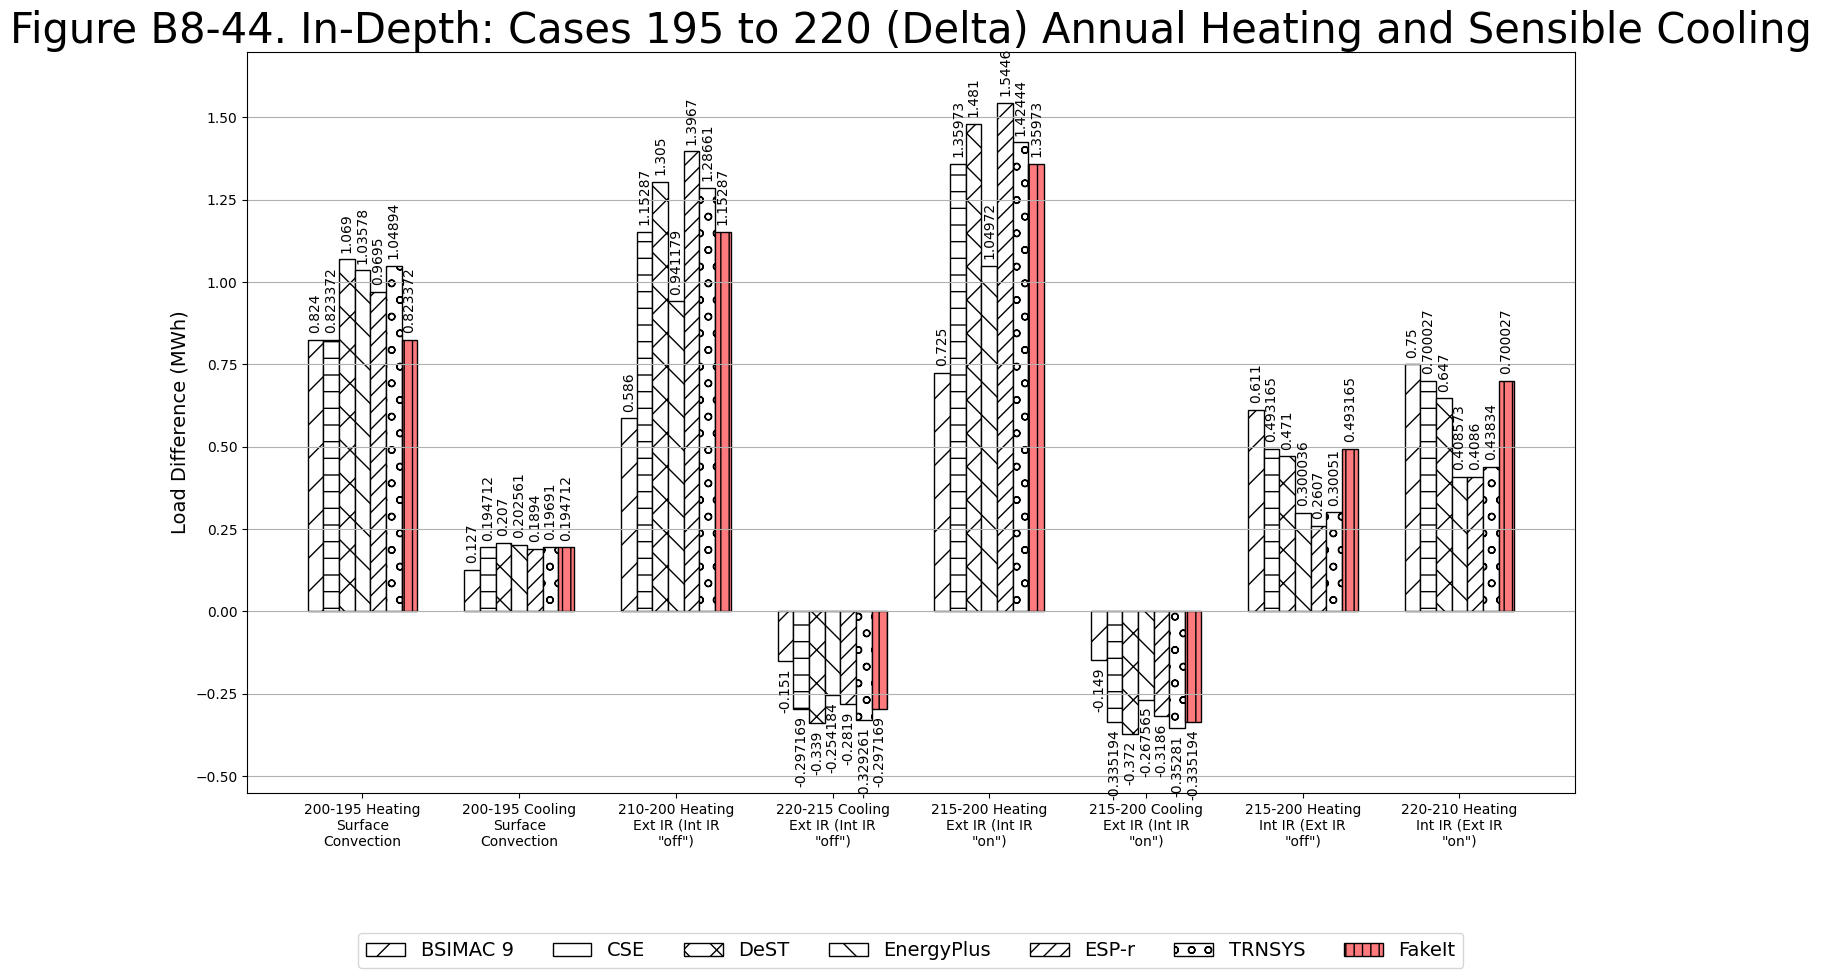 Figure B8-44. In-Depth: Cases 195 to 220 (Delta) Annual Heating and Sensible Cooling
Load Difference (MWh)
1.50
1.25
1.00
0.75
0.50
0.25
0.00
−0.25
−0.50
0.824
0.823372
1.069
1.03578
0.9695
1.04894
0.823372
0.127
0.194712
0.207
0.202561
0.1894
0.19691
0.194712
0.586
1.15287
1.305
0.941179
1.3967
1.28661
1.15287
-0.151
-0.297169
-0.339
-0.254184
-0.2819
-0.329261
-0.297169
0.725
1.35973
1.481
1.04972
1.5446
1.42444
1.35973
-0.149
-0.335194
-0.372
-0.267565
-0.3186
-0.35281
-0.335194
0.611
0.493165
0.471
0.300036
0.2607
0.30051
0.493165
0.75
0.700027
0.647
0.408573
0.4086
0.43834
0.700027
200-195 Heating
Surface
Convection
200-195 Cooling
Surface
Convection
210-200 Heating
Ext IR (Int IR
"off")
220-215 Cooling
Ext IR (Int IR
"off")
215-200 Heating
Ext IR (Int IR
"on")
215-200 Cooling
Ext IR (Int IR
"on")
215-200 Heating
Int IR (Ext IR
"off")
220-210 Heating
Int IR (Ext IR
"on")
BSIMAC 9
CSE
DeST
EnergyPlus
ESP-r
TRNSYS
FakeIt